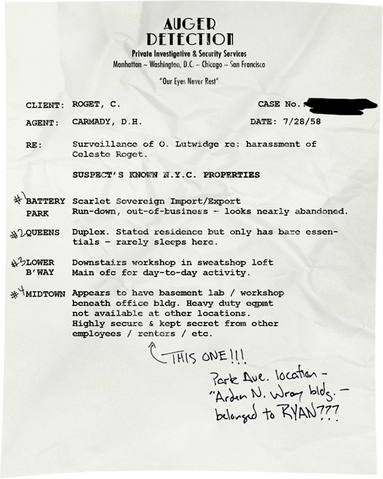 AUGER
DETECTION
Private Investigative & Security Services
Manhattan ~ Washington, D.C. ~ Chicago ~ San Francisco
"Our Eyes Never Rest"
CLIENT: ROGET, C. CASE No.
AGENT: CARMADY, D.H. DATE: 7/28/58
RE: Surveillance of O. Lutwidge re: harassment of
Celeste Roget.
SUSPECT'S KNOWN N.Y.C. PROPERTIES
#1 BATTERY Scarlet Sovereign Import/Export
PARK Run-down, out-of-business - looks nearly abandoned.
#2 QUEENS Duplex. Stated residence but only has bare essen-
tials - rarely sleeps here.
#3 LOWER Downstairs workshop in sweatshop loft
B'WAY Main ofc for day-to-day activity.
#4 MIDTOWN Appears to have basement lab / workshop
beneath office bldg. Heavy duty eqpmt
not available at other locations.
Highly secure & kept secret from other
employees / renters / etc.
THIS ONE!!!
Park Ave. location -
"Arden N. Wray bldg. -
belonged to RYAN???